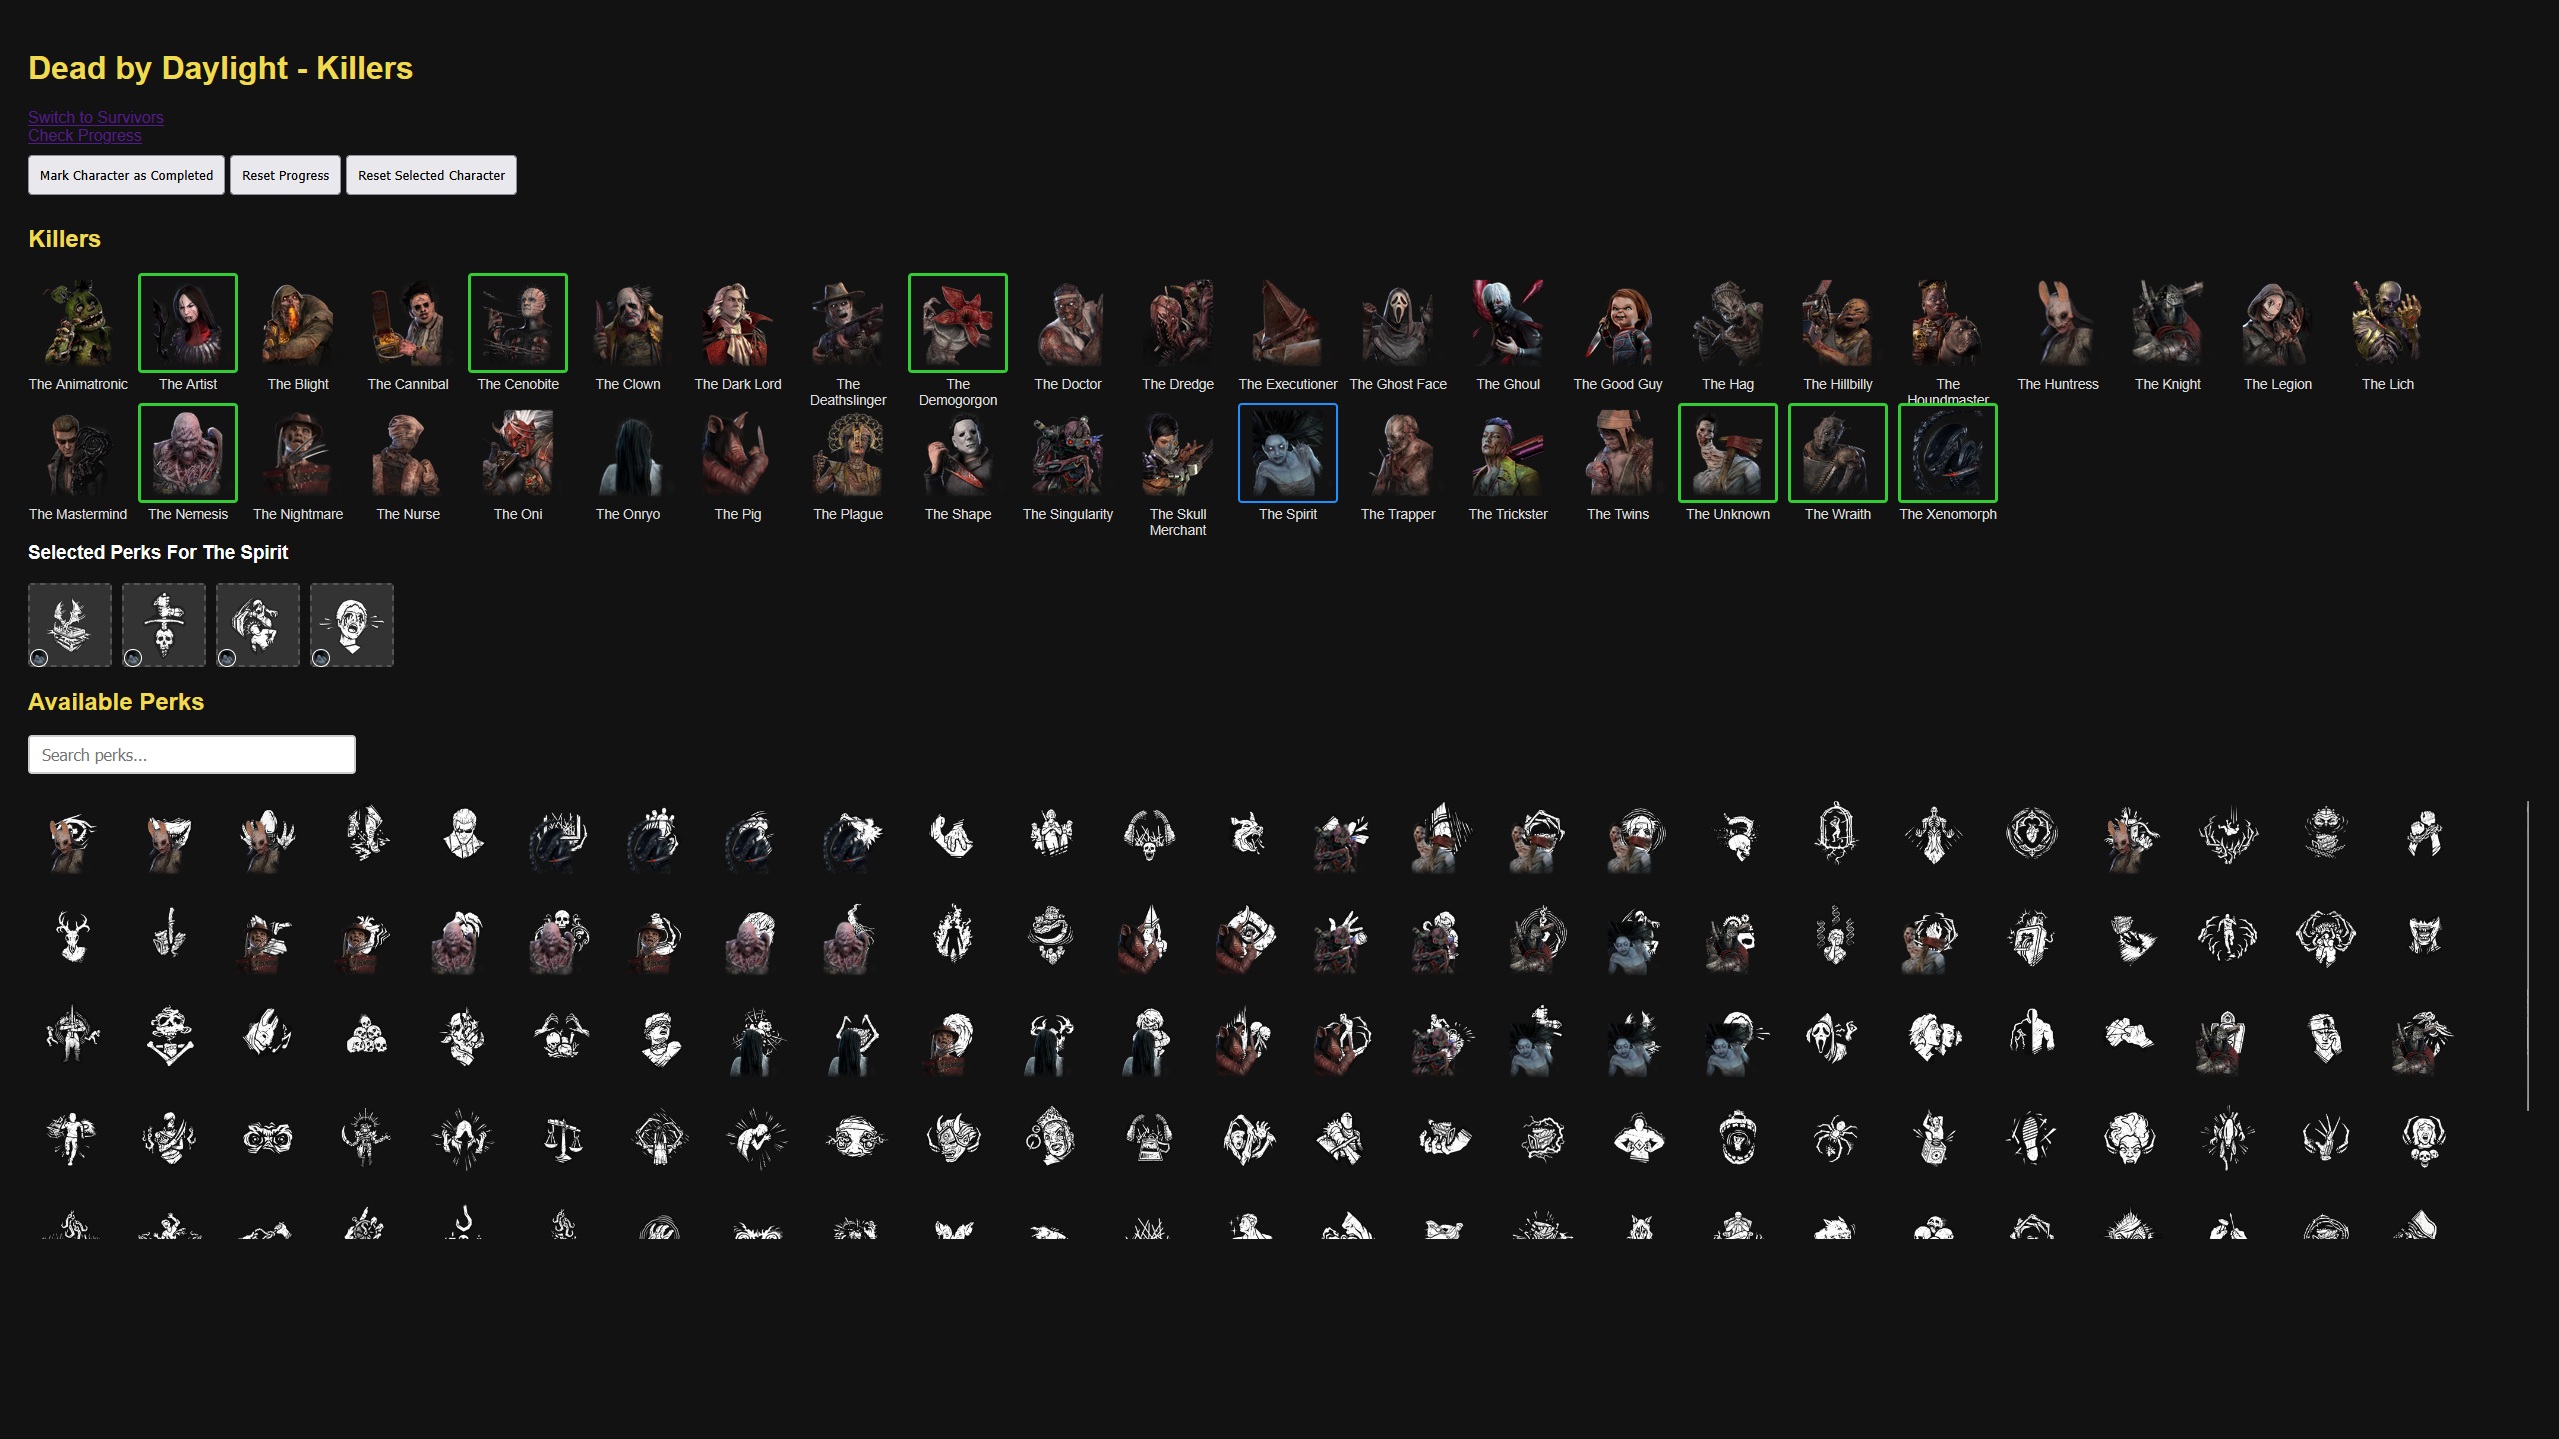 Dead by Daylight - Killers
Switch to Survivors
Check Progress
Mark Character as Completed
Reset Progress
Reset Selected Character
Killers
The Animatronic
The Artist
The Blight
The Cannibal
The Cenobite
The Clown
The Dark Lord
The
Deathslinger
The
Demogorgon
The Doctor
The Dredge
The Executioner
The Ghost Face
The Ghoul
The Good Guy
The Hag
The Hillbilly
The
Houndmaster
The Huntress
The Knight
The Legion
The Lich
The Mastermind
The Nemesis
The Nightmare
The Nurse
The Oni
The Onryo
The Pig
The Plague
The Shape
The Singularity
The Skull
Merchant
The Spirit
The Trapper
The Trickster
The Twins
The Unknown
The Wraith
The Xenomorph
Selected Perks For The Spirit
Available Perks
Search perks...